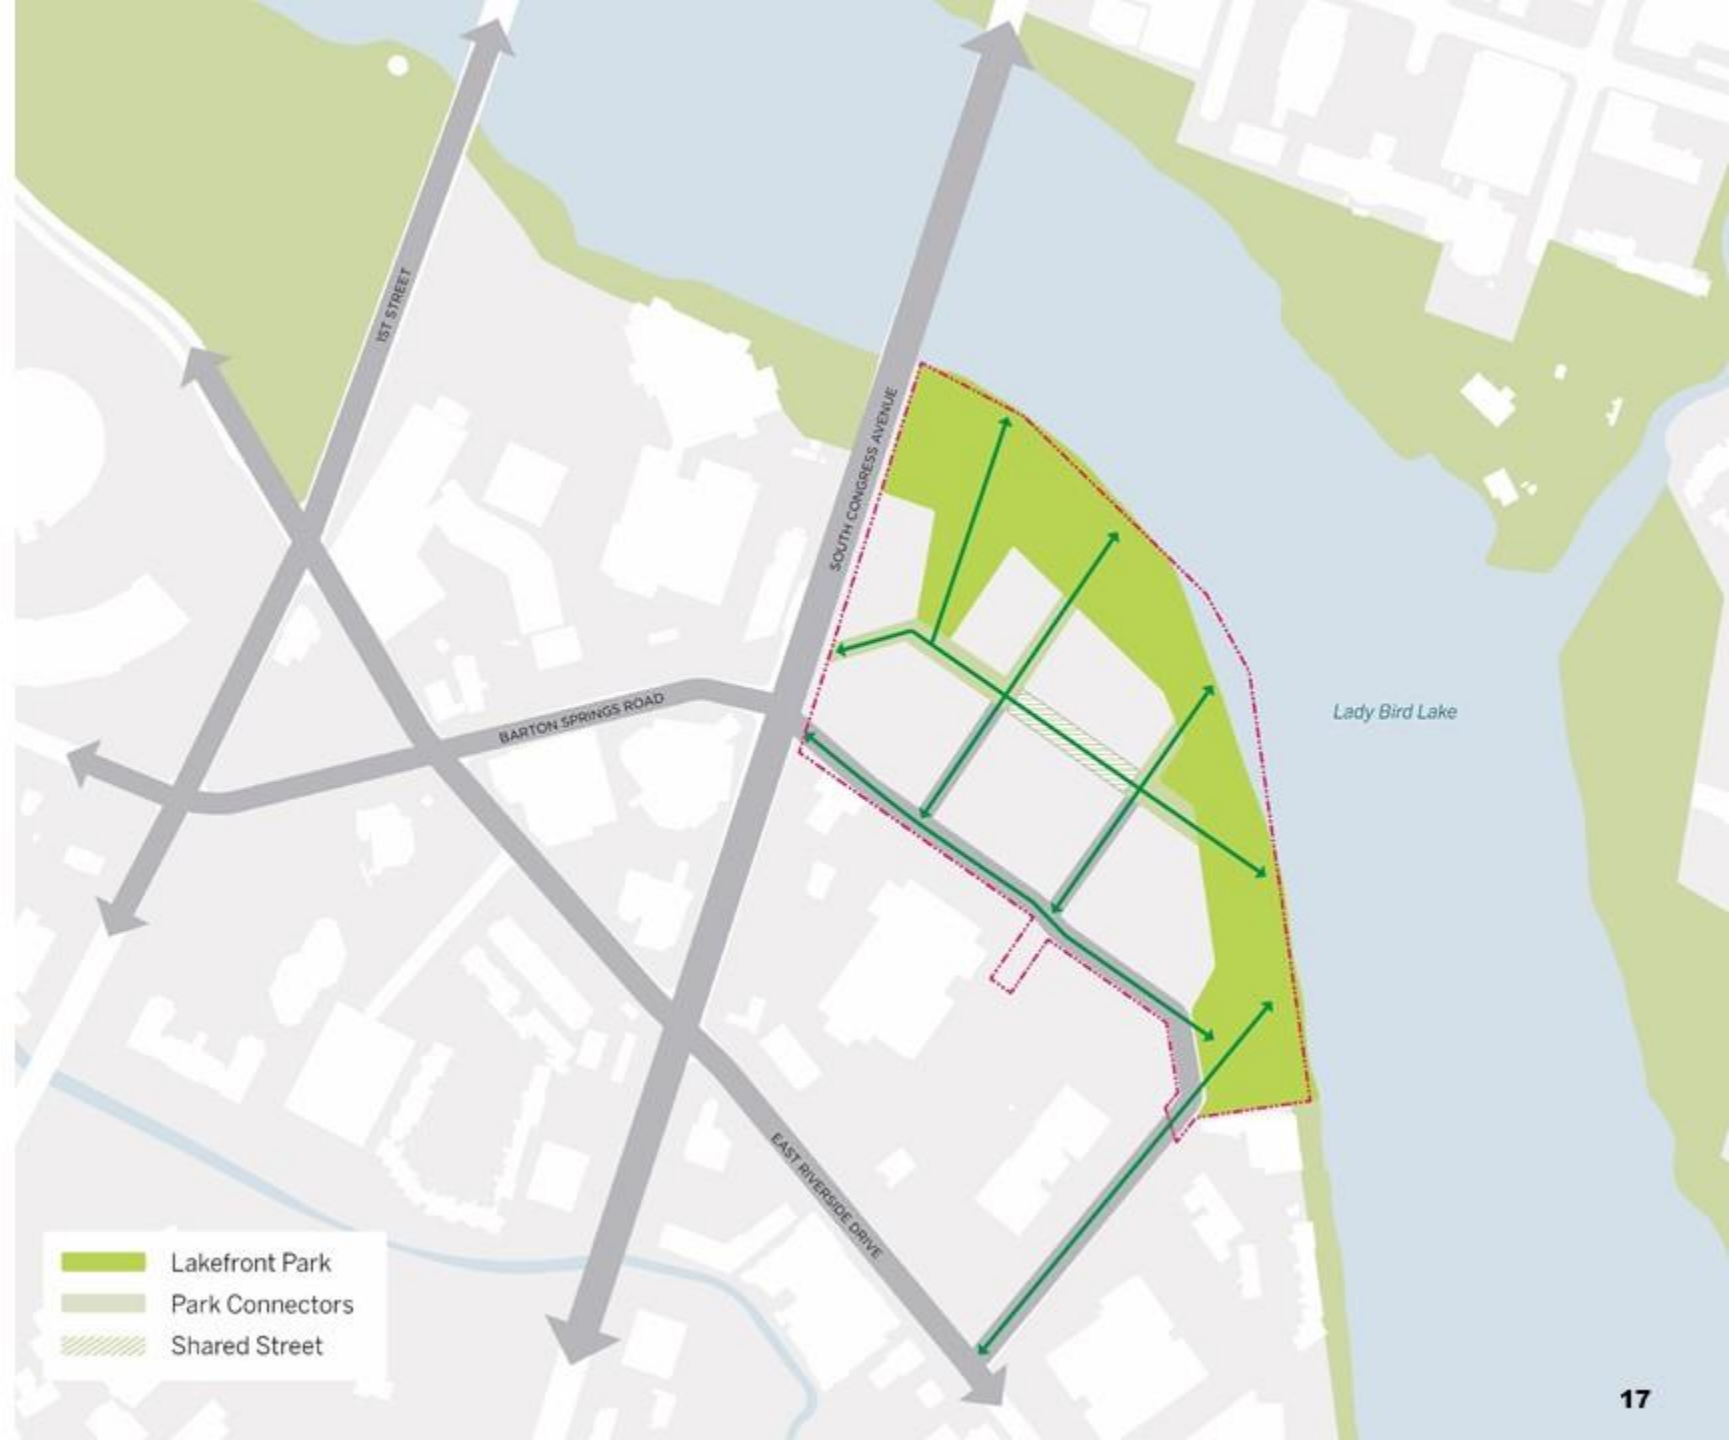 1ST STREET
SOUTH CONGRESS AVENUE
BARTON SPRINGS ROAD
Lady Bird Lake
EAST RIVERSIDE DRIVE
Lakefront Park
Park Connectors
Shared Street
17